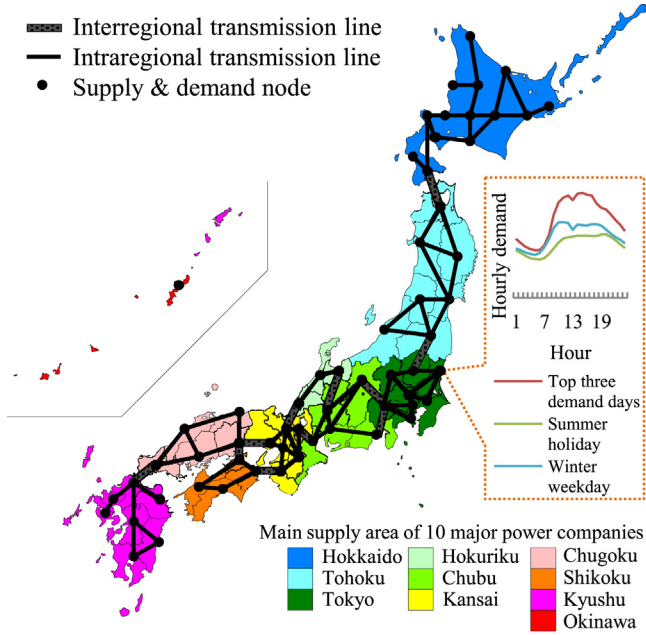 Interregional transmission line
Intraregional transmission line
Supply & demand node
Hourly demand
1 7 13 19
Hour
Top three
demand days
Summer
holiday
Winter
weekday
Main supply area of 10 major power companies
Hokkaido Hokuriku Chugoku
Tohoku Chubu Shikoku
Tokyo Kansai Kyushu
Okinawa